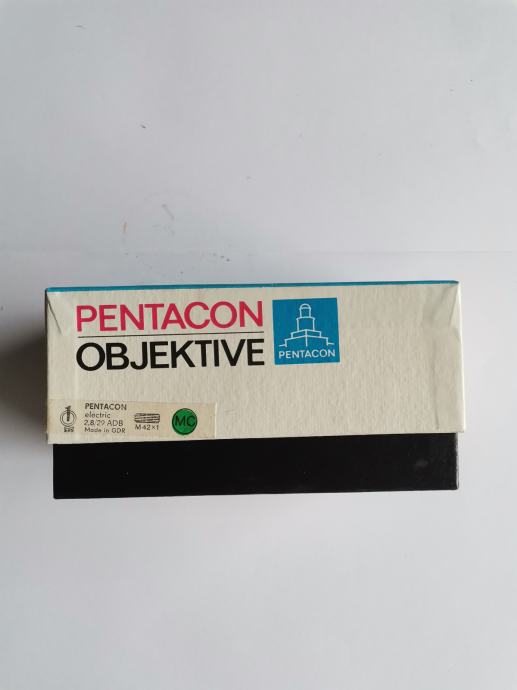 PENTACON
OBJEKTIVE
PENTACON
PENTACON
electric
2,8/29 ADB
Made in GDR
M 42×1
MC